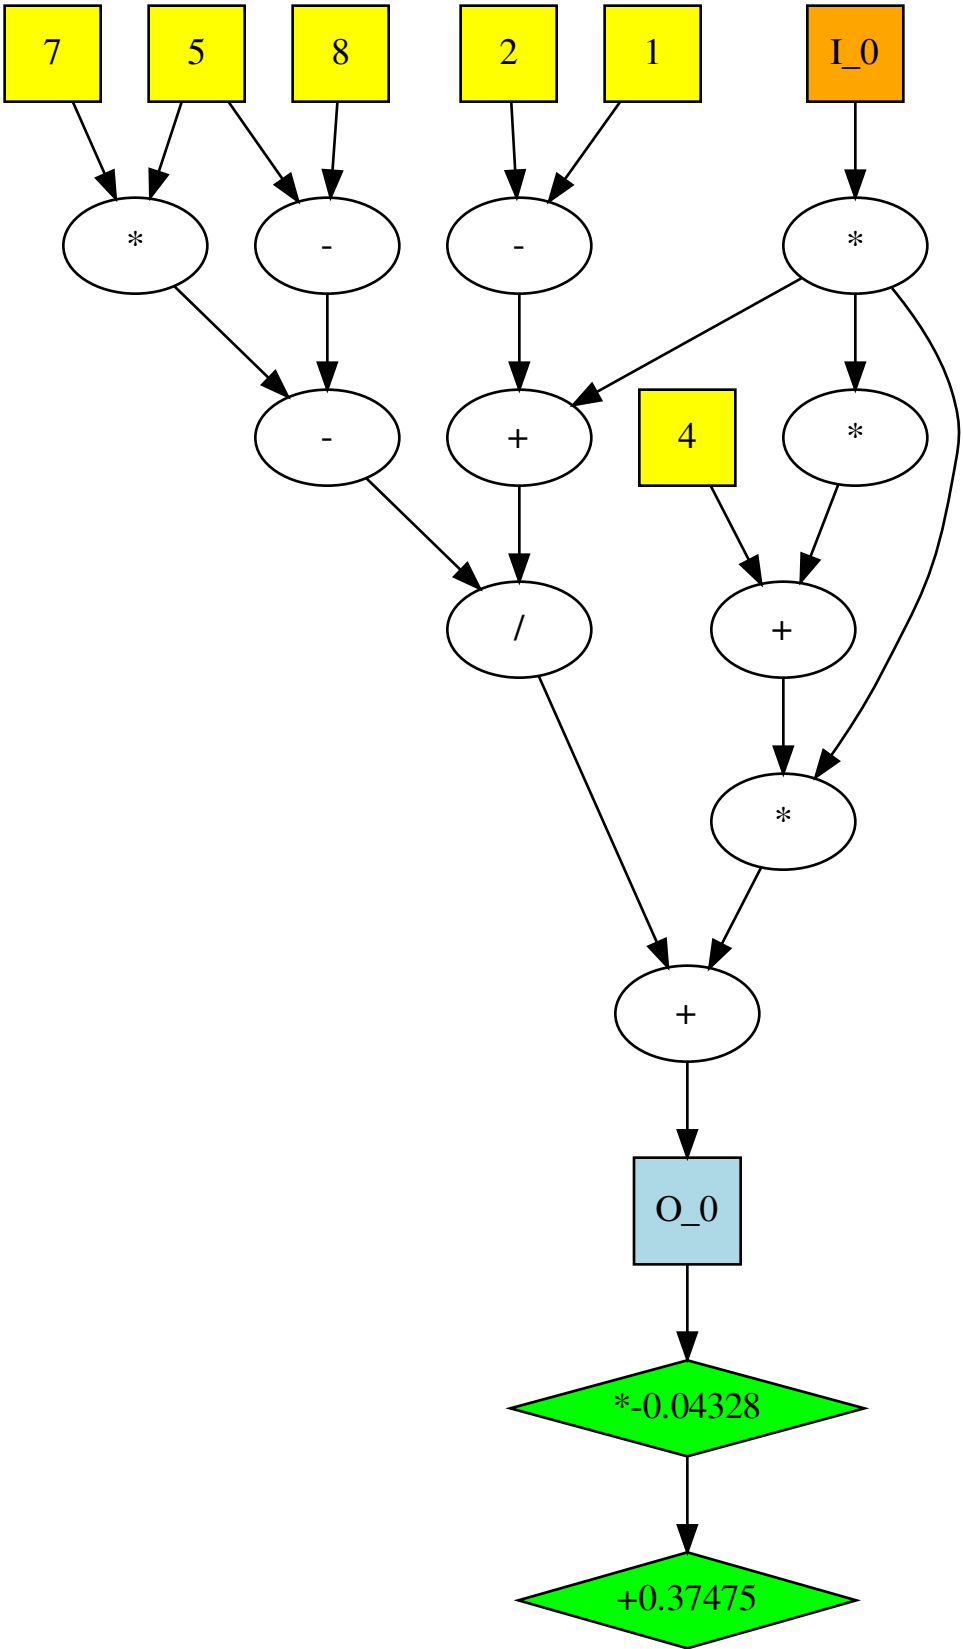 7 5 8 2 1 I_0
* - - *
- + 4 *
/ +
*
+
O_0
*-0.04328
+0.37475